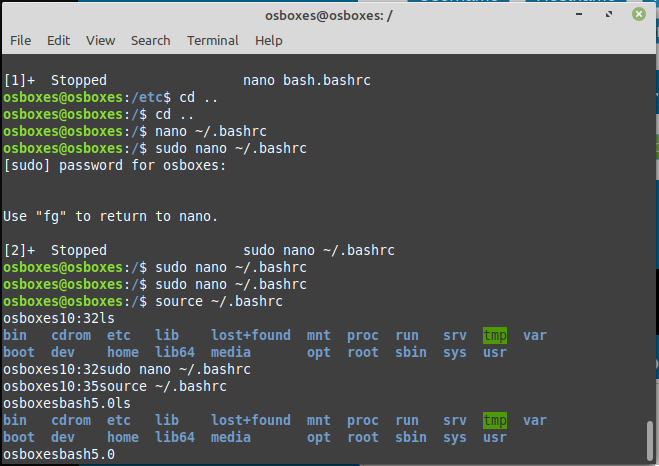 osboxes@osboxes: /
File Edit View Search Terminal Help
[1]+  Stopped                 nano bash.bashrc
osboxes@osboxes:/etc$ cd ..
osboxes@osboxes:/$ cd ..
osboxes@osboxes:/$ nano ~/.bashrc
osboxes@osboxes:/$ sudo nano ~/.bashrc
[sudo] password for osboxes:
Use "fg" to return to nano.
[2]+  Stopped                 sudo nano ~/.bashrc
osboxes@osboxes:/$ sudo nano ~/.bashrc
osboxes@osboxes:/$ sudo nano ~/.bashrc
osboxes@osboxes:/$ source ~/.bashrc
osboxes10:32ls
bin   cdrom  etc   lib    lost+found  mnt  proc  run   srv  tmp  var
boot  dev    home  lib64  media       opt  root  sbin  sys  usr
osboxes10:32sudo nano ~/.bashrc
osboxes10:35source ~/.bashrc
osboxesbash5.0ls
bin   cdrom  etc   lib    lost+found  mnt  proc  run   srv  tmp  var
boot  dev    home  lib64  media       opt  root  sbin  sys  usr
osboxesbash5.0